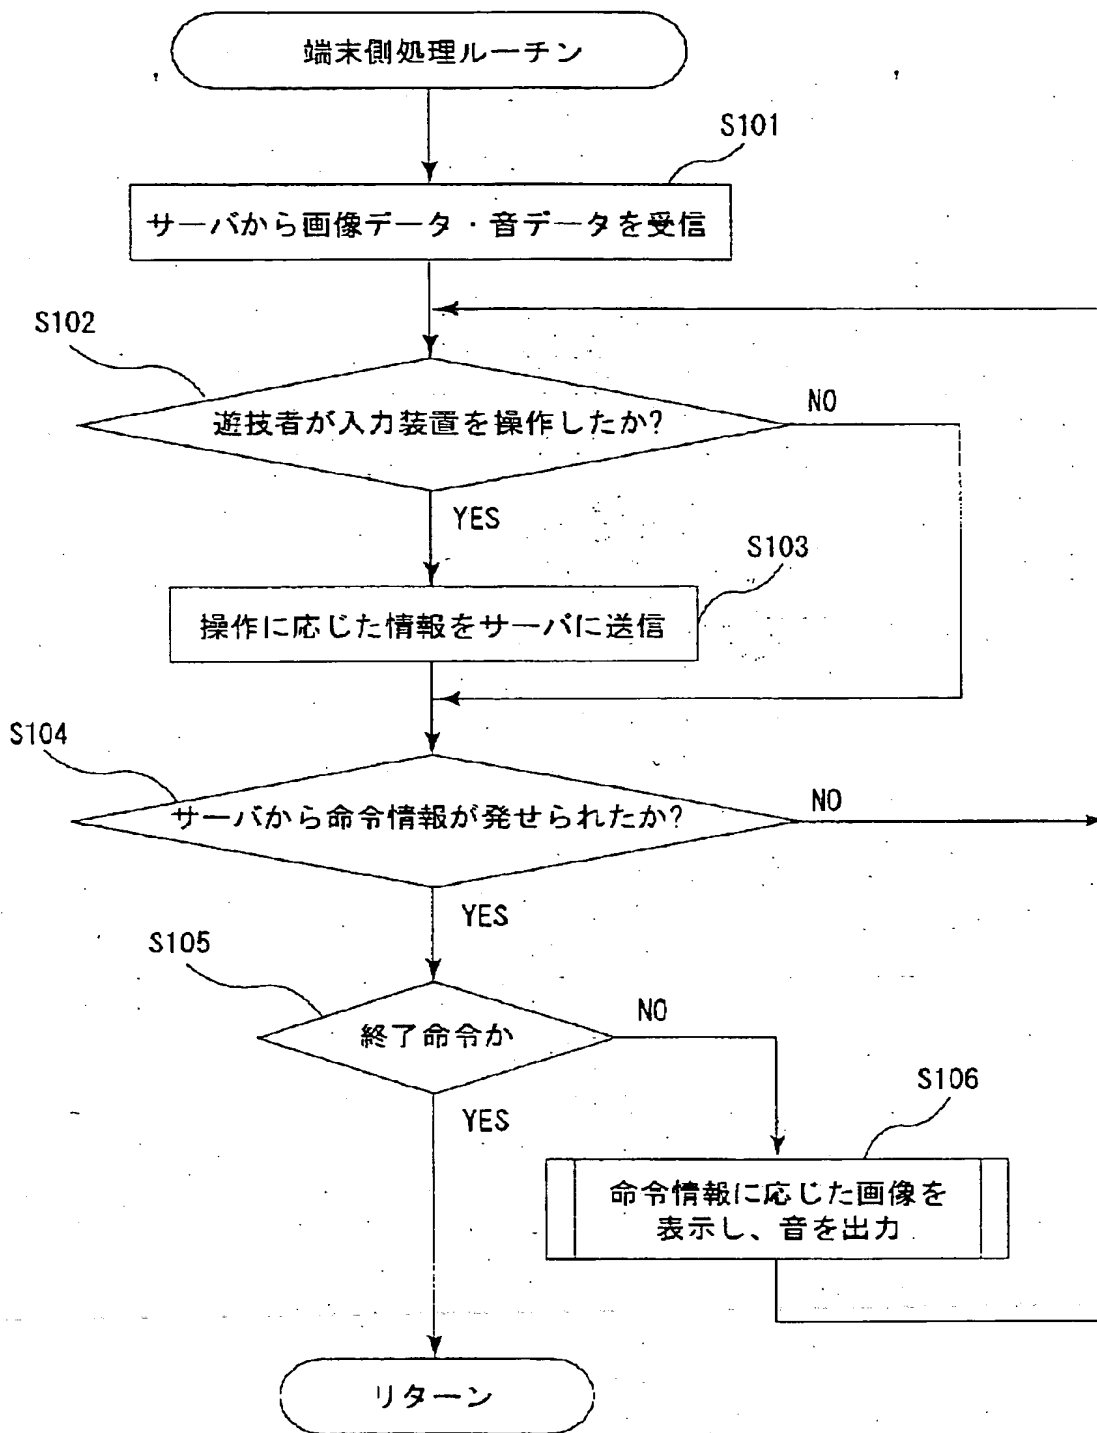 端末側処理ルーチン
S101
サーバから画像データ・音データを受信
S102
遊技者が入力装置を操作したか?
NO
YES
S103
操作に応じた情報をサーバに送信
S104
サーバから命令情報が発せられたか?
NO
YES
S105
終了命令か
NO
YES
S106
命令情報に応じた画像を
表示し、音を出力
リターン